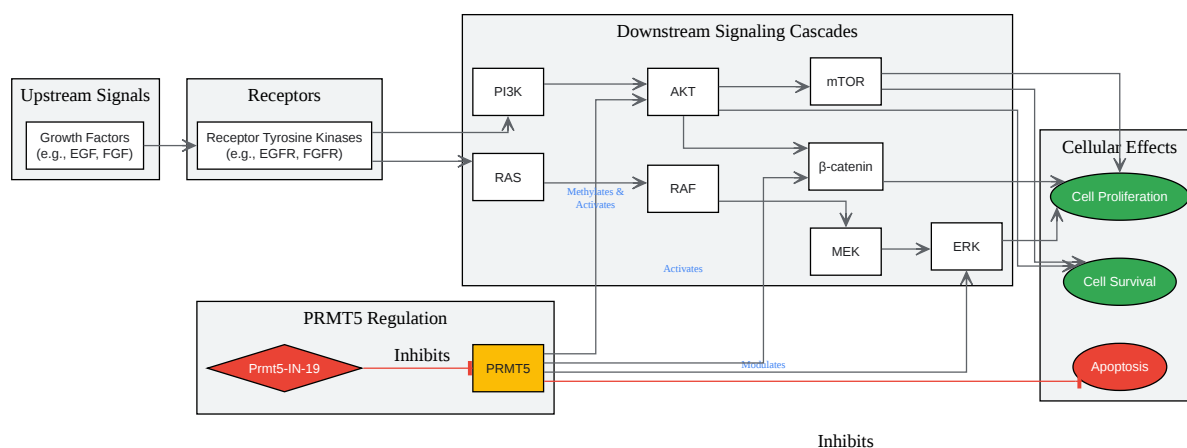 Downstream Signaling Cascades
Upstream Signals
Receptors
Growth Factors
(e.g., EGF, FGF)
Receptor Tyrosine Kinases
(e.g., EGFR, FGFR)
PI3K
AKT
mTOR
RAS
RAF
β-catenin
MEK
ERK
Methylates &
Activates
Activates
Cellular Effects
Cell Proliferation
Cell Survival
Apoptosis
PRMT5 Regulation
Prmt5-IN-19
Inhibits
PRMT5
Modulates
Inhibits